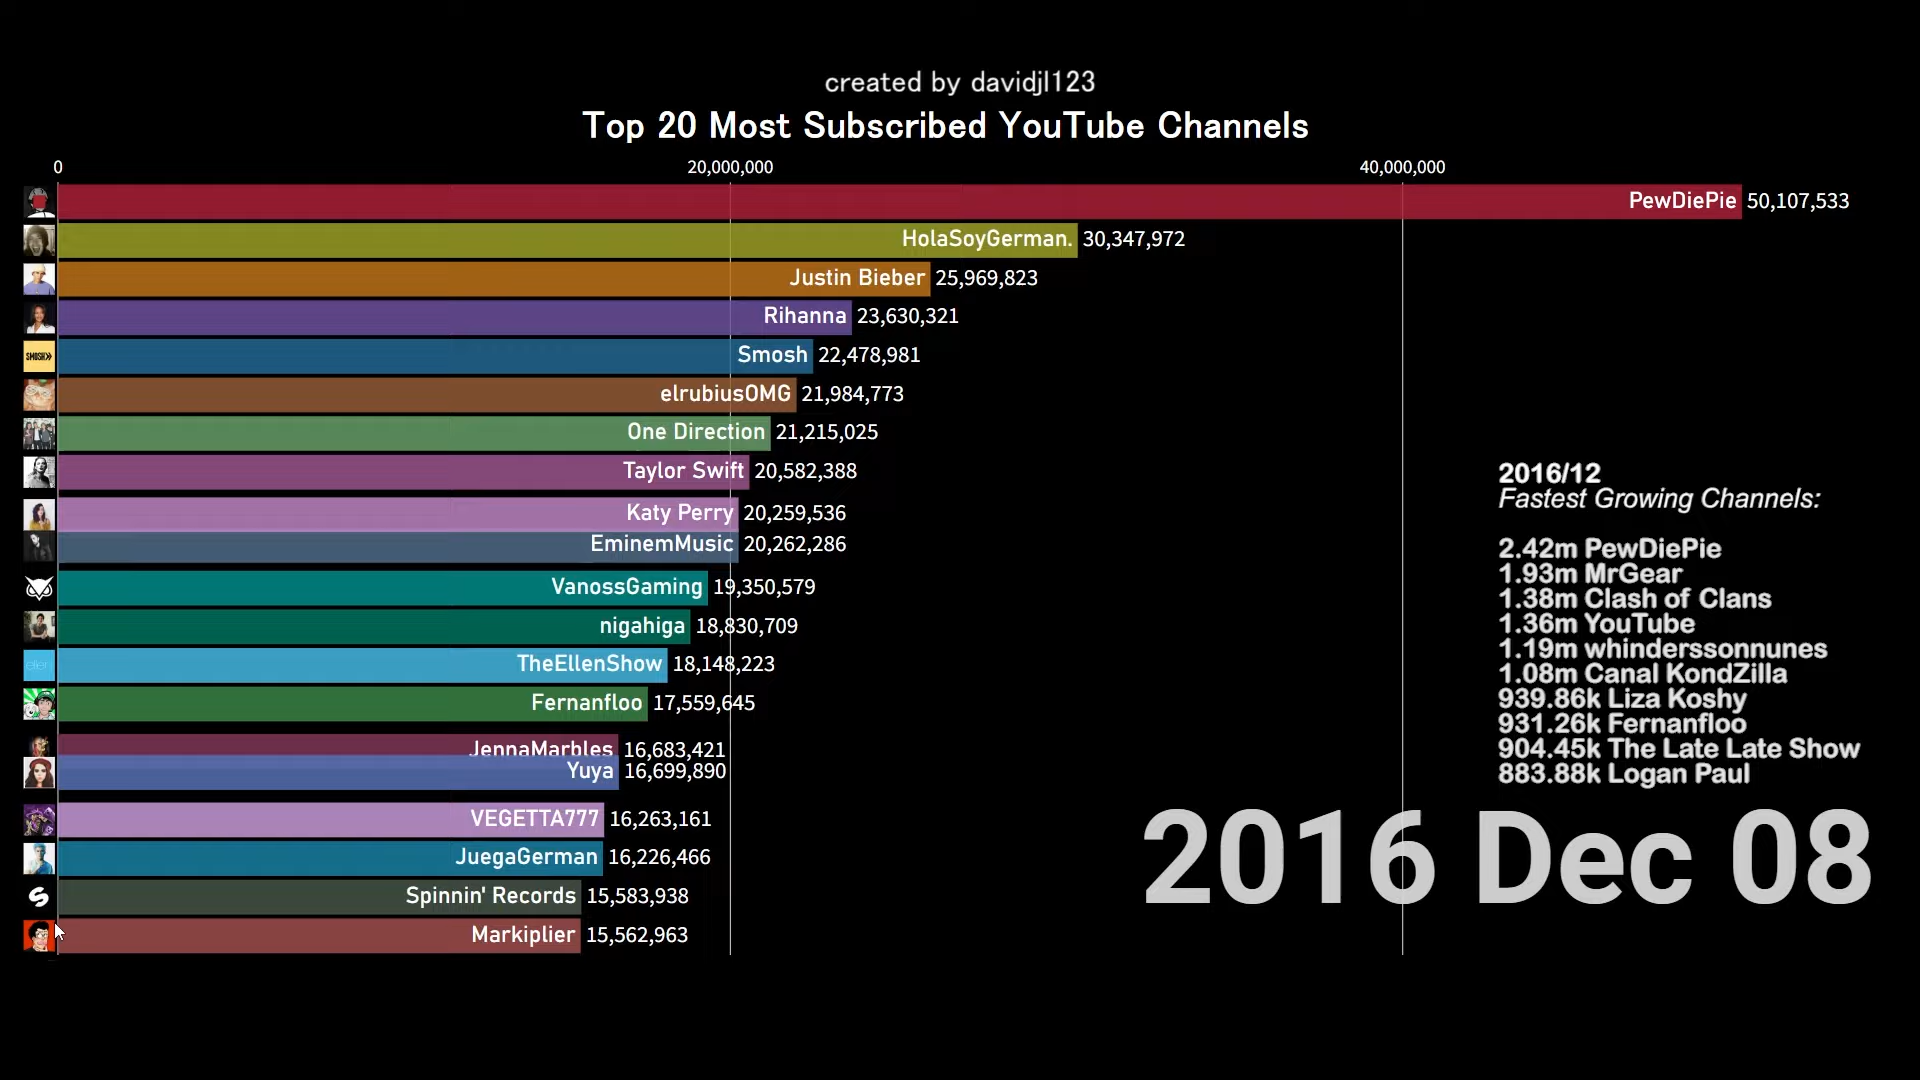 created by davidjl123
Top 20 Most Subscribed YouTube Channels
0 20,000,000 40,000,000
PewDiePie 50,107,533
HolaSoyGerman. 30,347,972
Justin Bieber 25,969,823
Rihanna 23,630,321
SMOSH Smosh 22,478,981
elrubiusOMG 21,984,773
One Direction 21,215,025
Taylor Swift 20,582,388
Katy Perry 20,259,536
EminemMusic 20,262,286
VanossGaming 19,350,579
nigahiga 18,830,709
ellen TheEllenShow 18,148,223
Fernanfloo 17,559,645
JennaMarbles 16,683,421
Yuya 16,699,890
VEGETTA777 16,263,161
JuegaGerman 16,226,466
Spinnin' Records 15,583,938
Markiplier 15,562,963
2016/12
Fastest Growing Channels:
2.42m PewDiePie
1.93m MrGear
1.38m Clash of Clans
1.36m YouTube
1.19m whinderssonnunes
1.08m Canal KondZilla
939.86k Liza Koshy
931.26k Fernanfloo
904.45k The Late Late Show
883.88k Logan Paul
2016 Dec 08